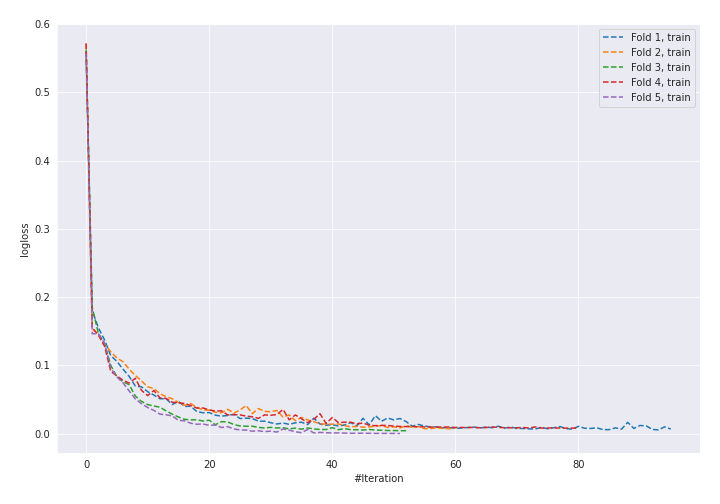 0.6
0.5
0.4
0.3
0.2
0.1
0.0
logloss
0
20
40
60
80
#Iteration
Fold 1, train
Fold 2, train
Fold 3, train
Fold 4, train
Fold 5, train